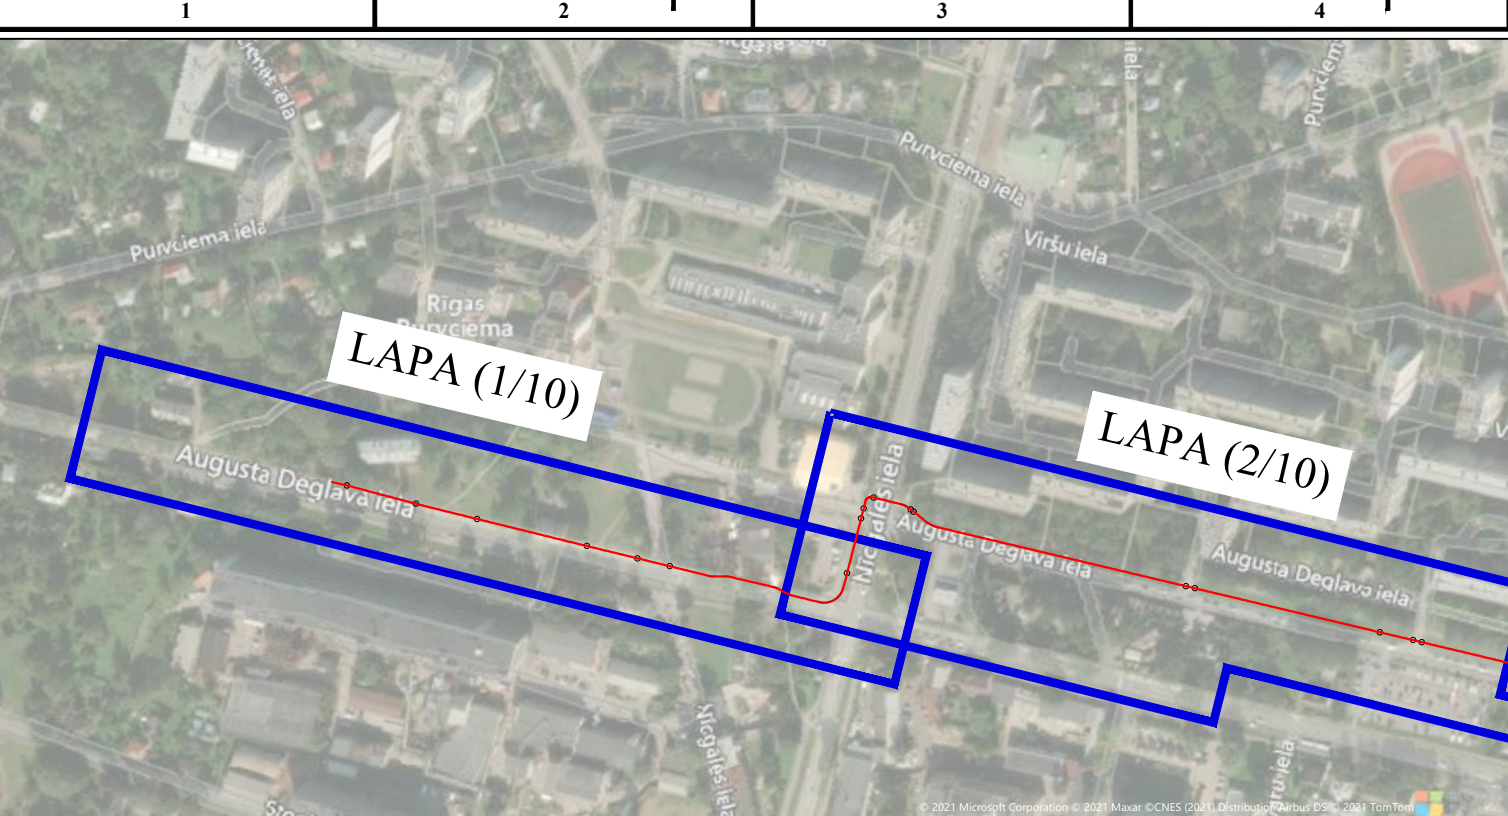 1 2 3 4
Purvciema iela
Purvciema iela
Viršu iela
Rīgas
Purvciema
LAPA (1/10)
LAPA (2/10)
Augusta Deglava iela
Nīcgales iela
Augusta Deglava iela
Augusta Deglava iela
Nīcgales iela
iela
© 2021 Microsoft Corporation © 2021 Maxar ©CNES (2021) Distribution Airbus DS © 2021 TomTom